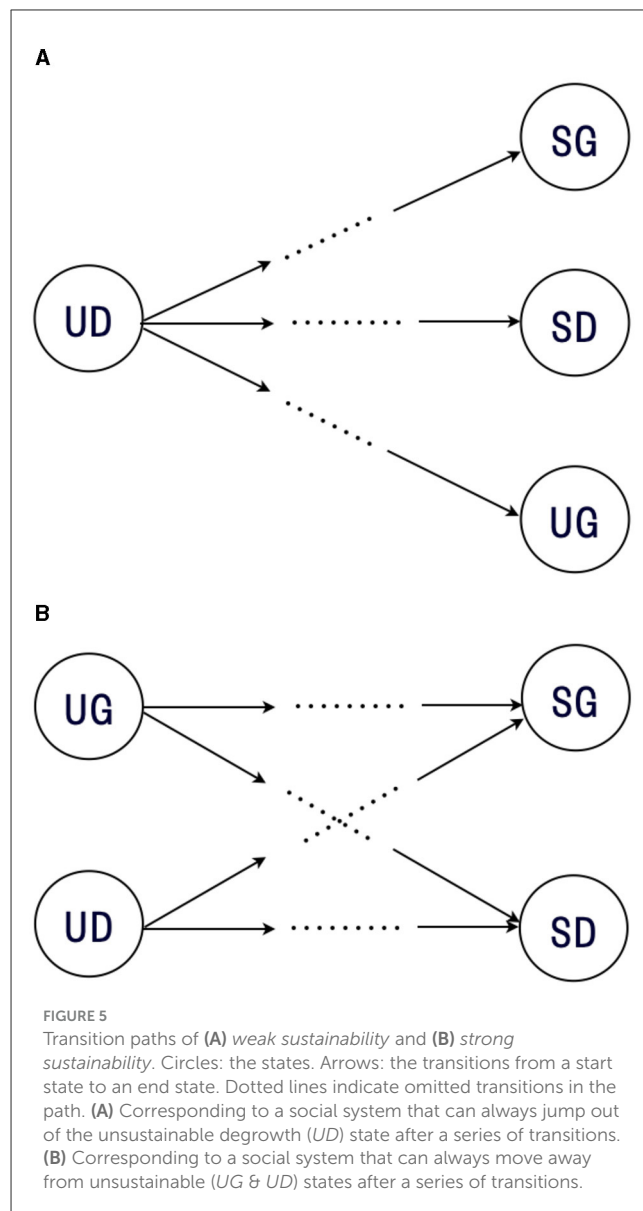 A
SG
UD
SD
UG
B
UG
SG
UD
SD
FIGURE 5
Transition paths of (A) weak sustainability and (B) strong
sustainability. Circles: the states. Arrows: the transitions from a start
state to an end state. Dotted lines indicate omitted transitions in the
path. (A) Corresponding to a social system that can always jump out
of the unsustainable degrowth (UD) state after a series of transitions.
(B) Corresponding to a social system that can always move away
from unsustainable (UG & UD) states after a series of transitions.